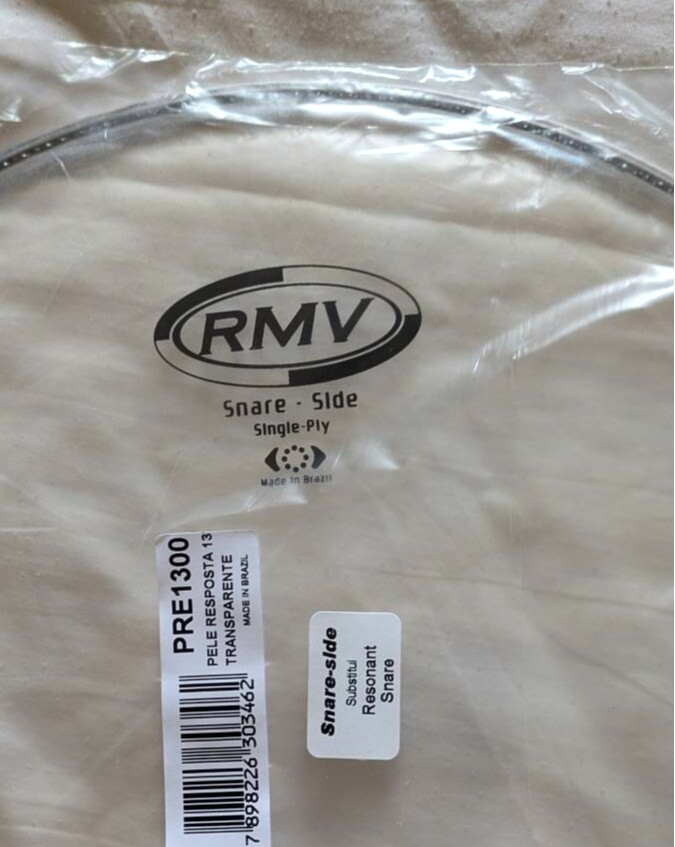 RMV
Snare - Side
Single-Ply
Made In Brazil
PRE1300
PELE RESPOSTA 13
TRANSPARENTE
MADE IN BRAZIL
7 898226 303462
Snare-side
Substitui
Resonant
Snare